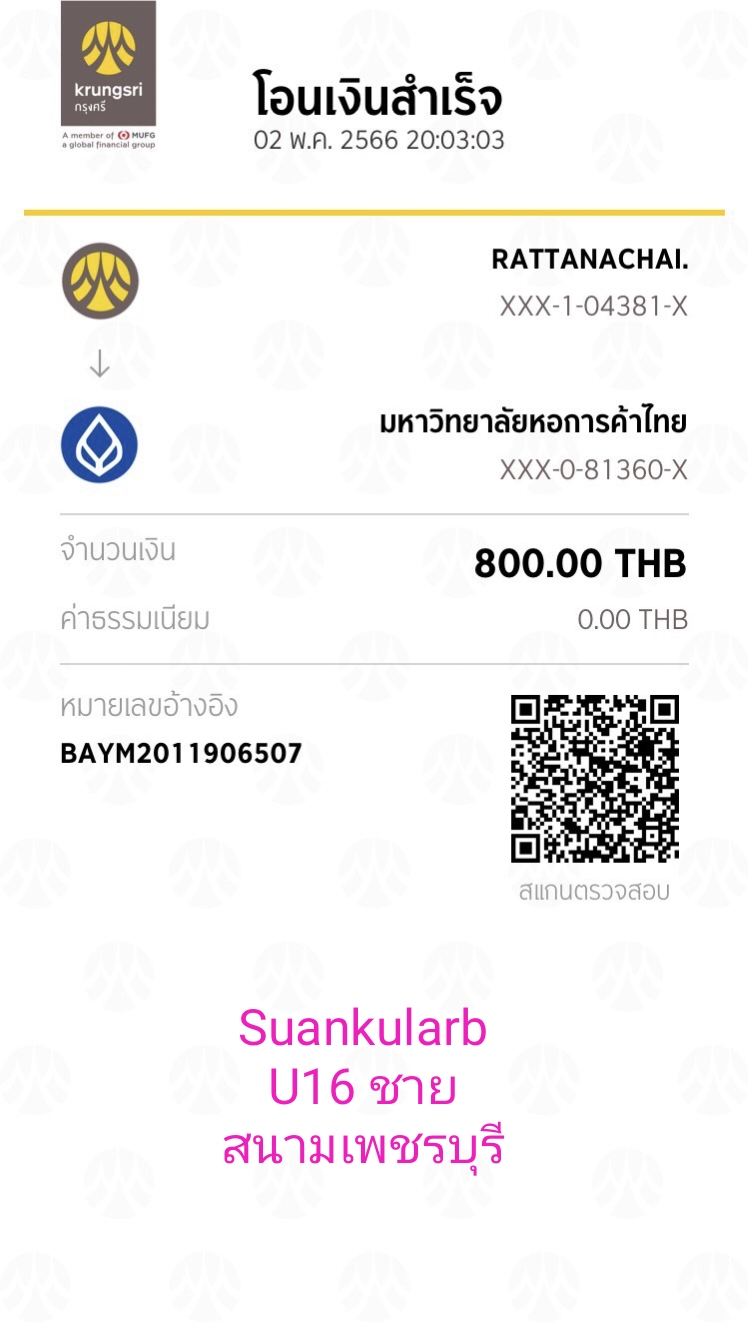 krungsri
กรุงศรี
A member of MUFG
a global financial group
โอนเงินสำเร็จ
02 พ.ค. 2566 20:03:03
RATTANACHAI.
XXX-1-04381-X
มหาวิทยาลัยหอการค้าไทย
XXX-0-81360-X
จำนวนเงิน 800.00 THB
ค่าธรรมเนียม 0.00 THB
หมายเลขอ้างอิง
BAYM2011906507
สแกนตรวจสอบ
Suankularb
U16 ชาย
สนามเพชรบุรี